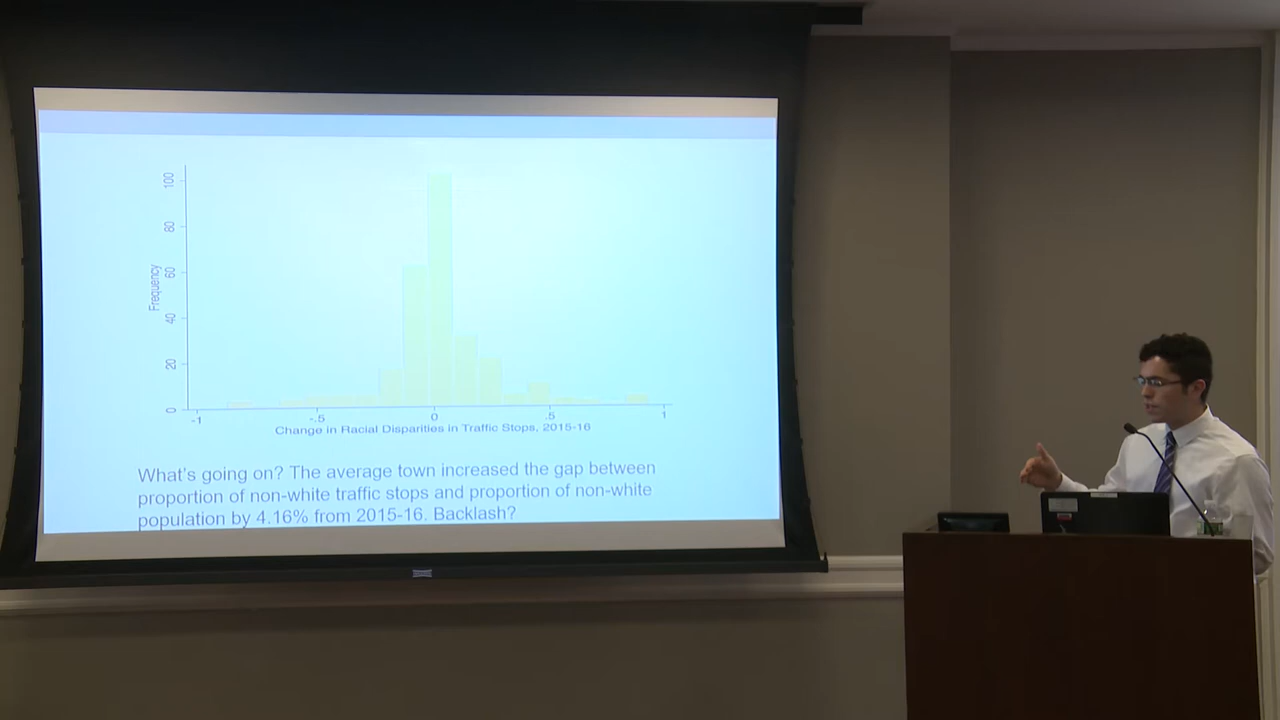 100
80
60
40
20
0
Frequency
-1
-.5
0
.5
1
Change in Racial Disparities in Traffic Stops, 2015-16
What's going on? The average town increased the gap between
proportion of non-white traffic stops and proportion of non-white
population by 4.16% from 2015-16. Backlash?